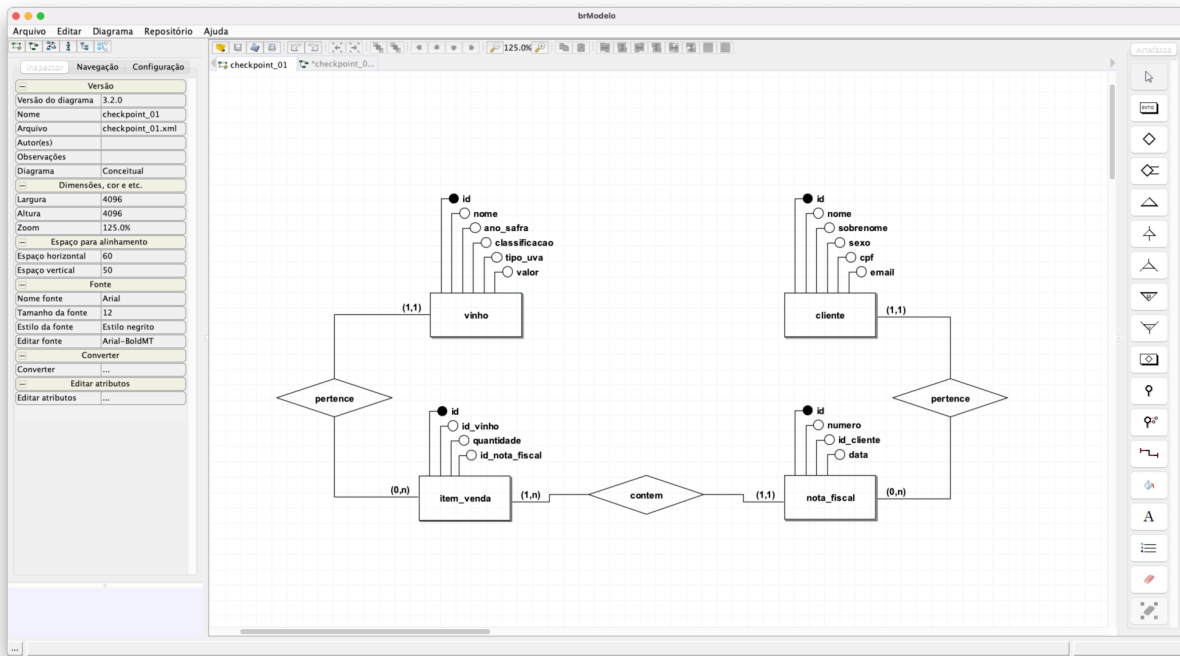 brModelo
Arquivo Editar Diagrama Repositório Ajuda
125.0%
Inspector Navegação Configuração
checkpoint_01 *checkpoint_0...
Versão
Versão do diagrama 3.2.0
Nome checkpoint_01
Arquivo checkpoint_01.xml
Autor(es)
Observações
Diagrama Conceitual
Dimensões, cor e etc.
Largura 4096
Altura 4096
Zoom 125.0%
Espaço para alinhamento
Espaço horizontal 60
Espaço vertical 50
Fonte
Nome fonte Arial
Tamanho da fonte 12
Estilo da fonte Estilo negrito
Editar fonte Arial-BoldMT
Converter
Converter ...
Editar atributos
Editar atributos ...
id
nome
ano_safra
classificacao
tipo_uva
valor
(1,1)
vinho
id
nome
sobrenome
sexo
cpf
email
cliente
(1,1)
pertence
pertence
id
id_vinho
quantidade
id_nota_fiscal
(0,n)
item_venda
(1,n)
contem
(1,1)
id
numero
id_cliente
data
nota_fiscal
(0,n)
A
...